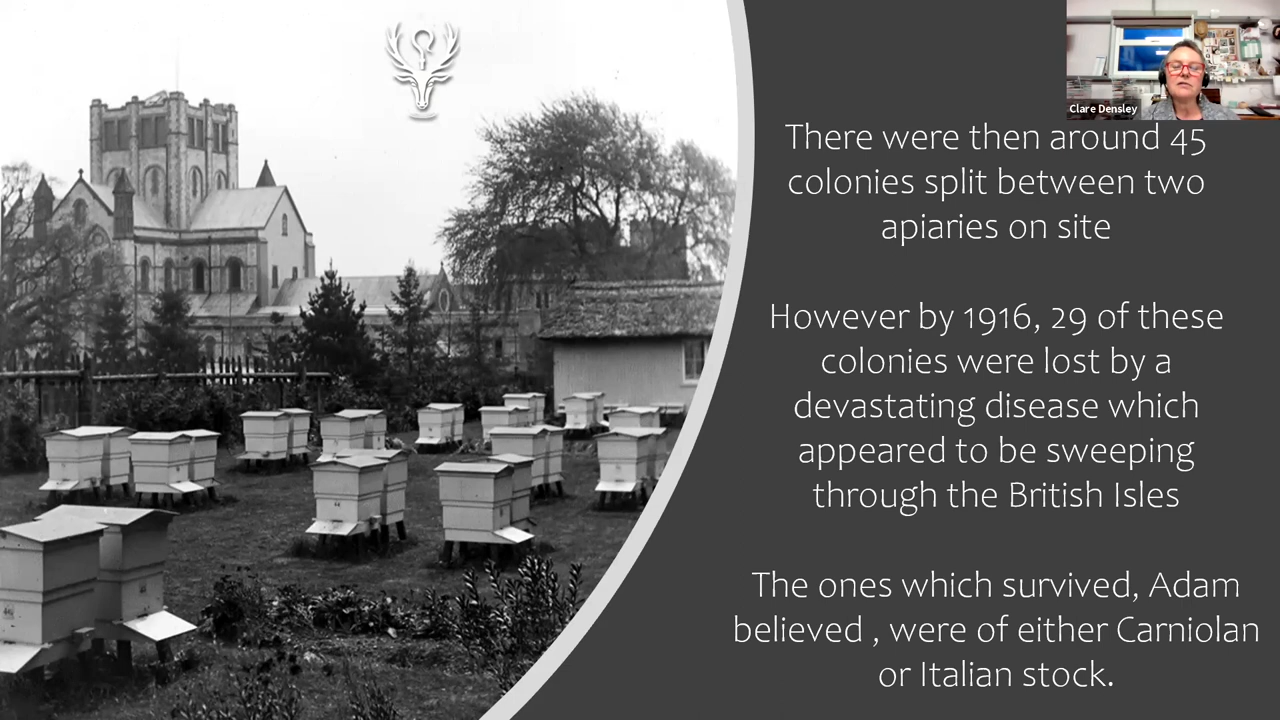 Clare Densley
There were then around 45
colonies split between two
apiaries on site
However by 1916, 29 of these
colonies were lost by a
devastating disease which
appeared to be sweeping
through the British Isles
The ones which survived, Adam
believed , were of either Carniolan
or Italian stock.